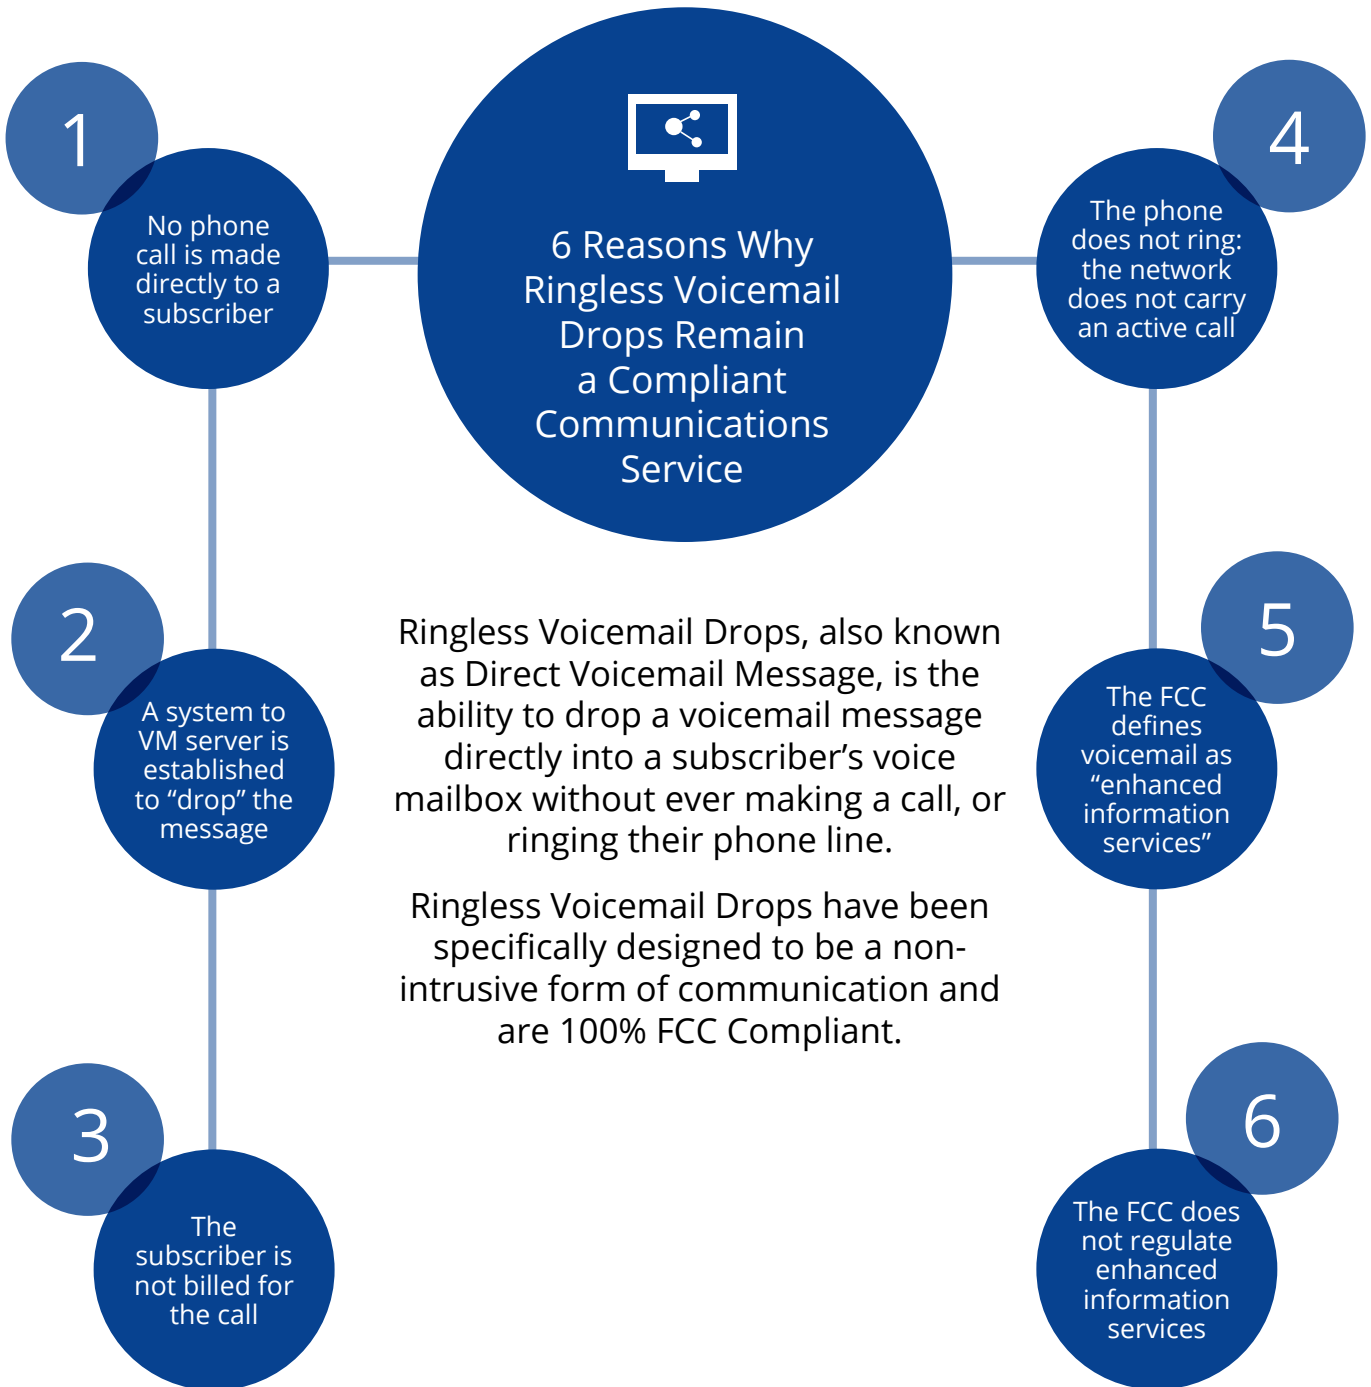 6 Reasons Why
Ringless Voicemail
Drops Remain
a Compliant
Communications
Service
1
No phone
call is made
directly to a
subscriber
2
A system to
VM server is
established
to “drop” the
message
3
The
subscriber is
not billed for
the call
4
The phone
does not ring:
the network
does not carry
an active call
5
The FCC
defines
voicemail as
“enhanced
information
services”
6
The FCC does
not regulate
enhanced
information
services
Ringless Voicemail Drops, also known
as Direct Voicemail Message, is the
ability to drop a voicemail message
directly into a subscriber’s voice
mailbox without ever making a call, or
ringing their phone line.
Ringless Voicemail Drops have been
specifically designed to be a non-
intrusive form of communication and
are 100% FCC Compliant.